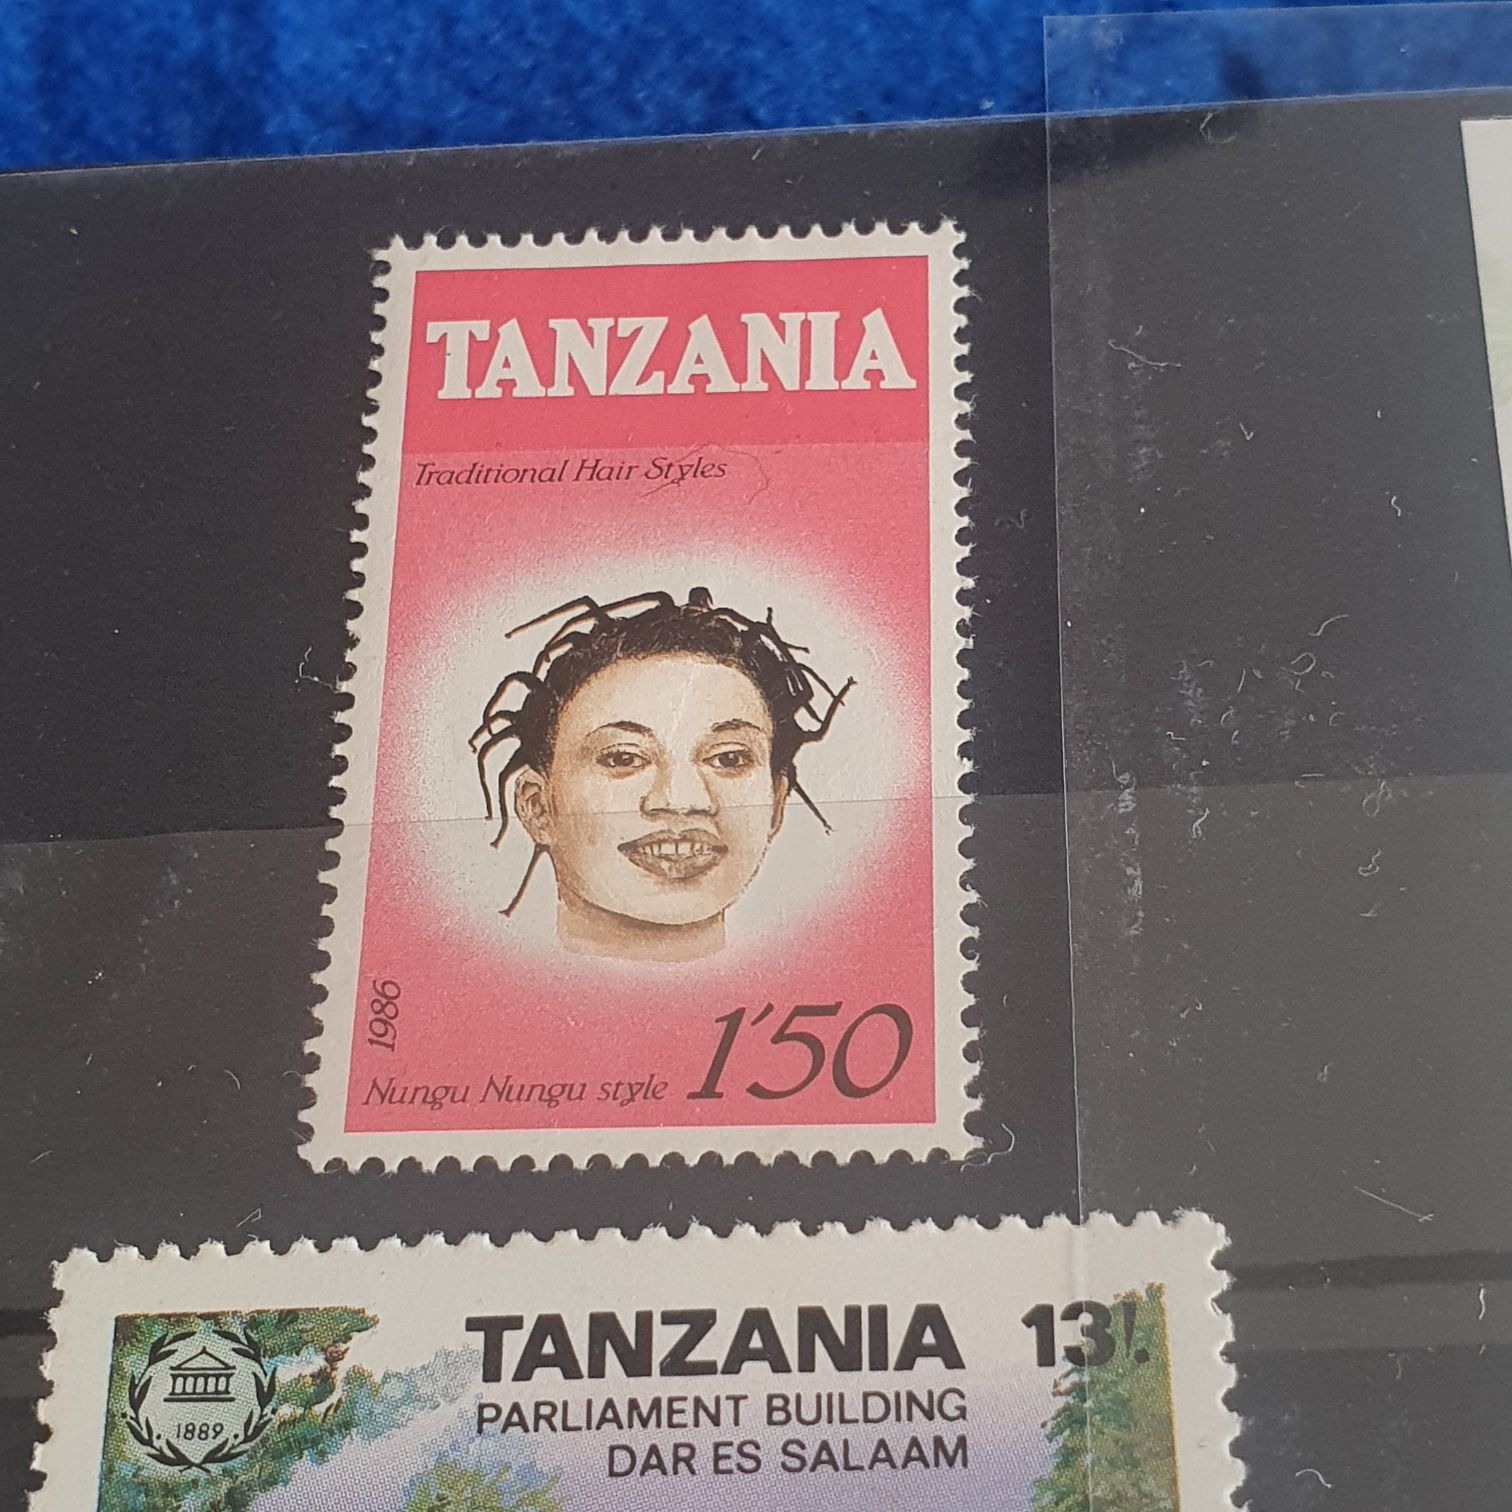 TANZANIA
Traditional Hair Styles
1986
Nungu Nungu style 1'50
TANZANIA 13/.
PARLIAMENT BUILDING
DAR ES SALAAM
1889